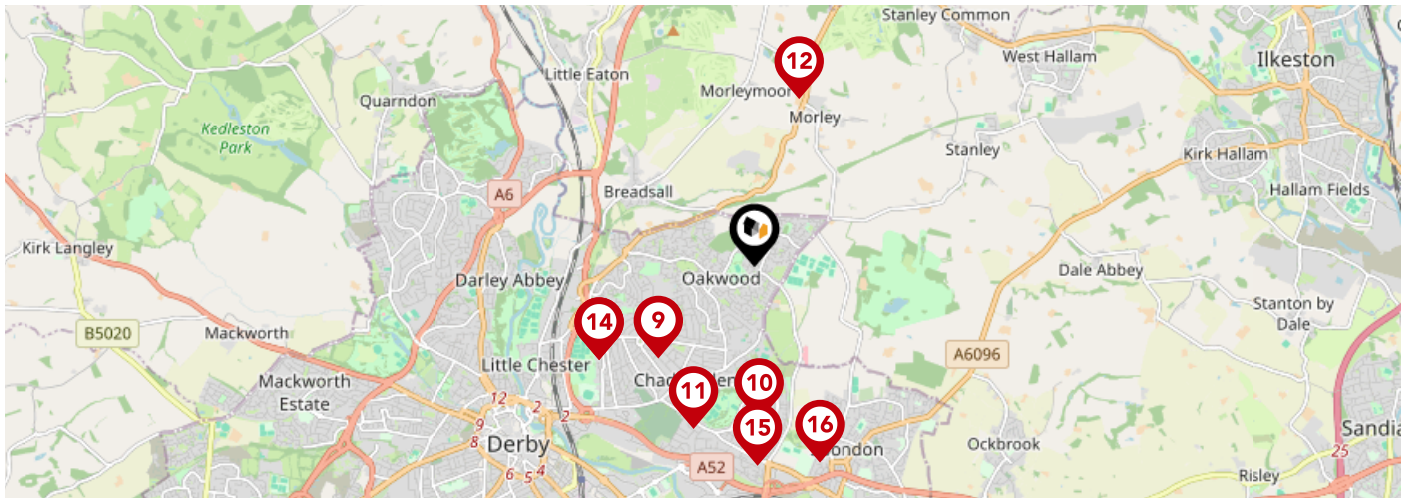 Stanley Common
12
West Hallam
Ilkeston
Little Eaton
Morleymoor
Quarndon
Morley
Kedleston
Park
Stanley
Kirk Hallam
A6
Breadsall
Hallam Fields
Kirk Langley
Oakwood
Darley Abbey
Dale Abbey
Stanton by
Dale
B5020
Mackworth
14
9
A6096
Little Chester
Mackworth
Estate
10
11
12
2
2
9
8
Derby
15
16
Ockbrook
A52
6
5
4
25
Risley